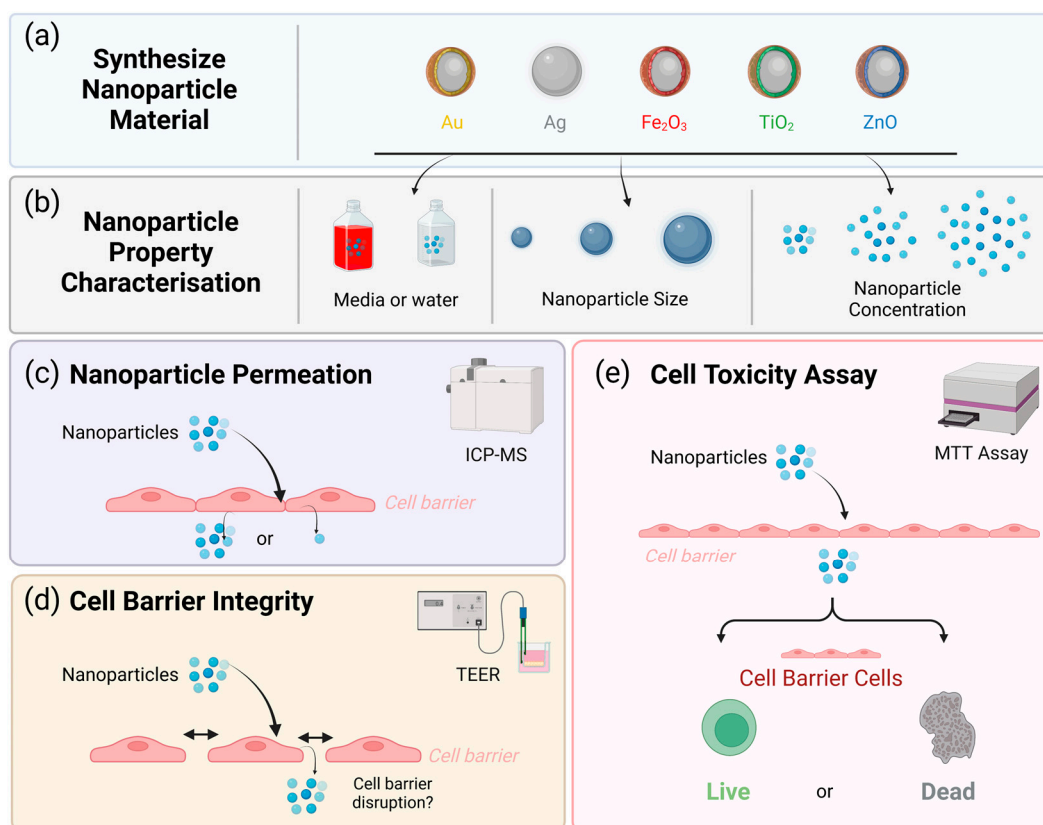 (a)
Synthesize
Nanoparticle
Material
Au
Ag
Fe₂O₃
TiO₂
ZnO
(b)
Nanoparticle
Property
Characterisation
Media or water
Nanoparticle Size
Nanoparticle
Concentration
(c) Nanoparticle Permeation
Nanoparticles
ICP-MS
Cell barrier
or
(d) Cell Barrier Integrity
Nanoparticles
TEER
Cell barrier
Cell barrier
disruption?
(e) Cell Toxicity Assay
Nanoparticles
MTT Assay
Cell barrier
Cell Barrier Cells
Live
or
Dead